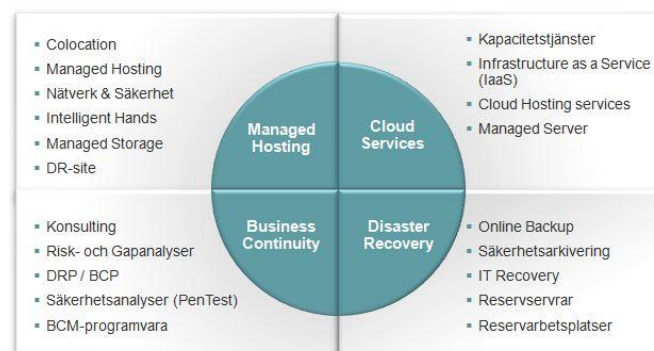 Colocation
Managed Hosting
Nätverk & Säkerhet
Intelligent Hands
Managed Storage
DR-site
Kapacitetstjänster
Infrastructure as a Service
(IaaS)
Cloud Hosting services
Managed Server
Managed
Hosting
Cloud
Services
Business
Continuity
Disaster
Recovery
Konsulting
Risk- och Gapanalyser
DRP / BCP
Säkerhetsanalyser (PenTest)
BCM-programvara
Online Backup
Säkerhetsarkivering
IT Recovery
Reservservrar
Reservarbetsplatser